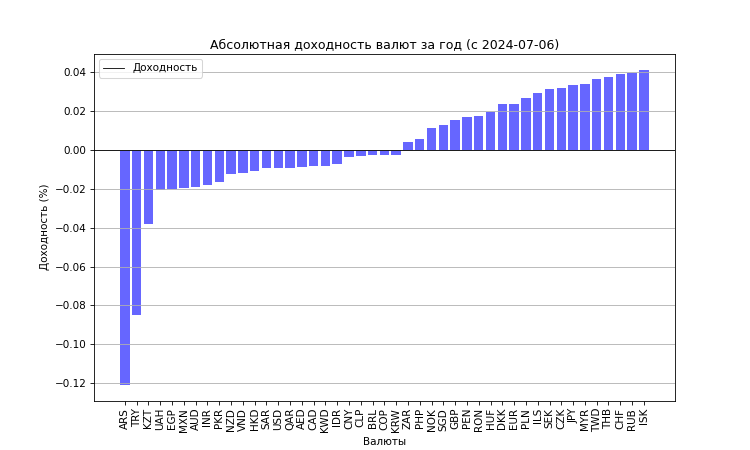 Абсолютная доходность валют за год (с 2024-07-06)
Доходность
0.04
0.02
0.00
−0.02
−0.04
−0.06
−0.08
−0.10
−0.12
Доходность (%)
ARS TRY KZT UAH EGP MXN AUD INR PKR NZD VND HKD SAR USD QAR AED CAD KWD IDR CNY CLP BRL COP KRW ZAR PHP NOK SGD GBP PEN RON HUF DKK EUR PLN ILS SEK CZK JPY MYR TWD THB CHF RUB ISK
Валюты